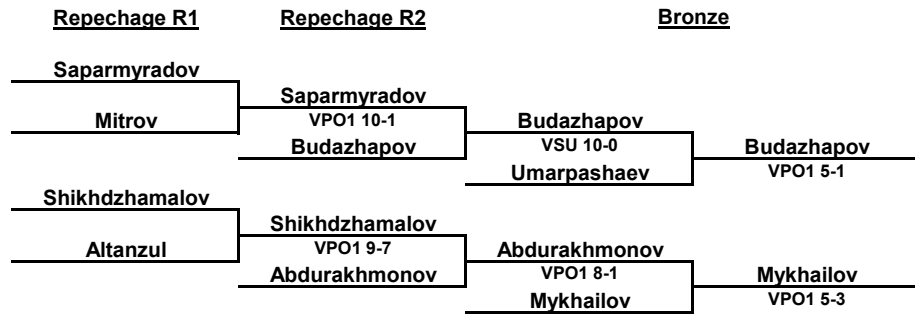 Repechage R1 Repechage R2 Bronze
Saparmyradov
Saparmyradov
Mitrov
VPO1 10-1
Budazhapov
Budazhapov
VSU 10-0
Budazhapov
Umarpashaev
VPO1 5-1
Shikhdzhamalov
Shikhdzhamalov
Altanzul
VPO1 9-7
Abdurakhmonov
Abdurakhmonov
VPO1 8-1
Mykhailov
Mykhailov
VPO1 5-3